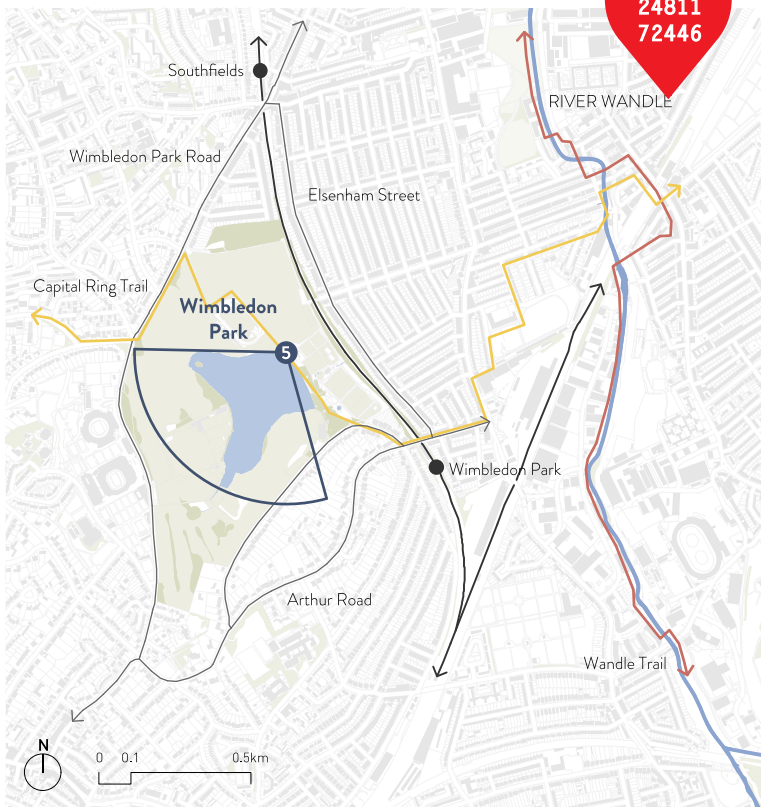 24811
72446
Southfields
RIVER WANDLE
Wimbledon Park Road
Elsenham Street
Capital Ring Trail
Wimbledon
Park
5
Wimbledon Park
Arthur Road
Wandle Trail
N
0 0.1 0.5km